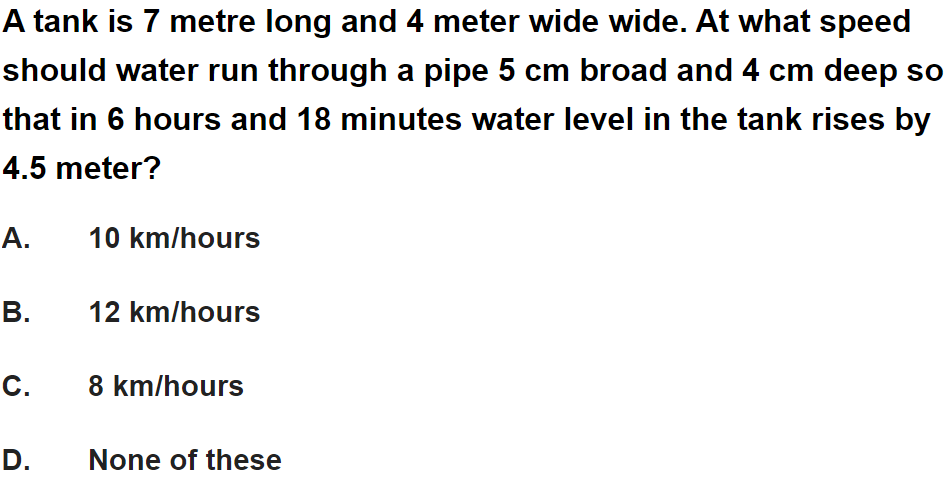 A tank is 7 metre long and 4 meter wide wide. At what speed
should water run through a pipe 5 cm broad and 4 cm deep so
that in 6 hours and 18 minutes water level in the tank rises by
4.5 meter?
A. 10 km/hours
B. 12 km/hours
C. 8 km/hours
D. None of these